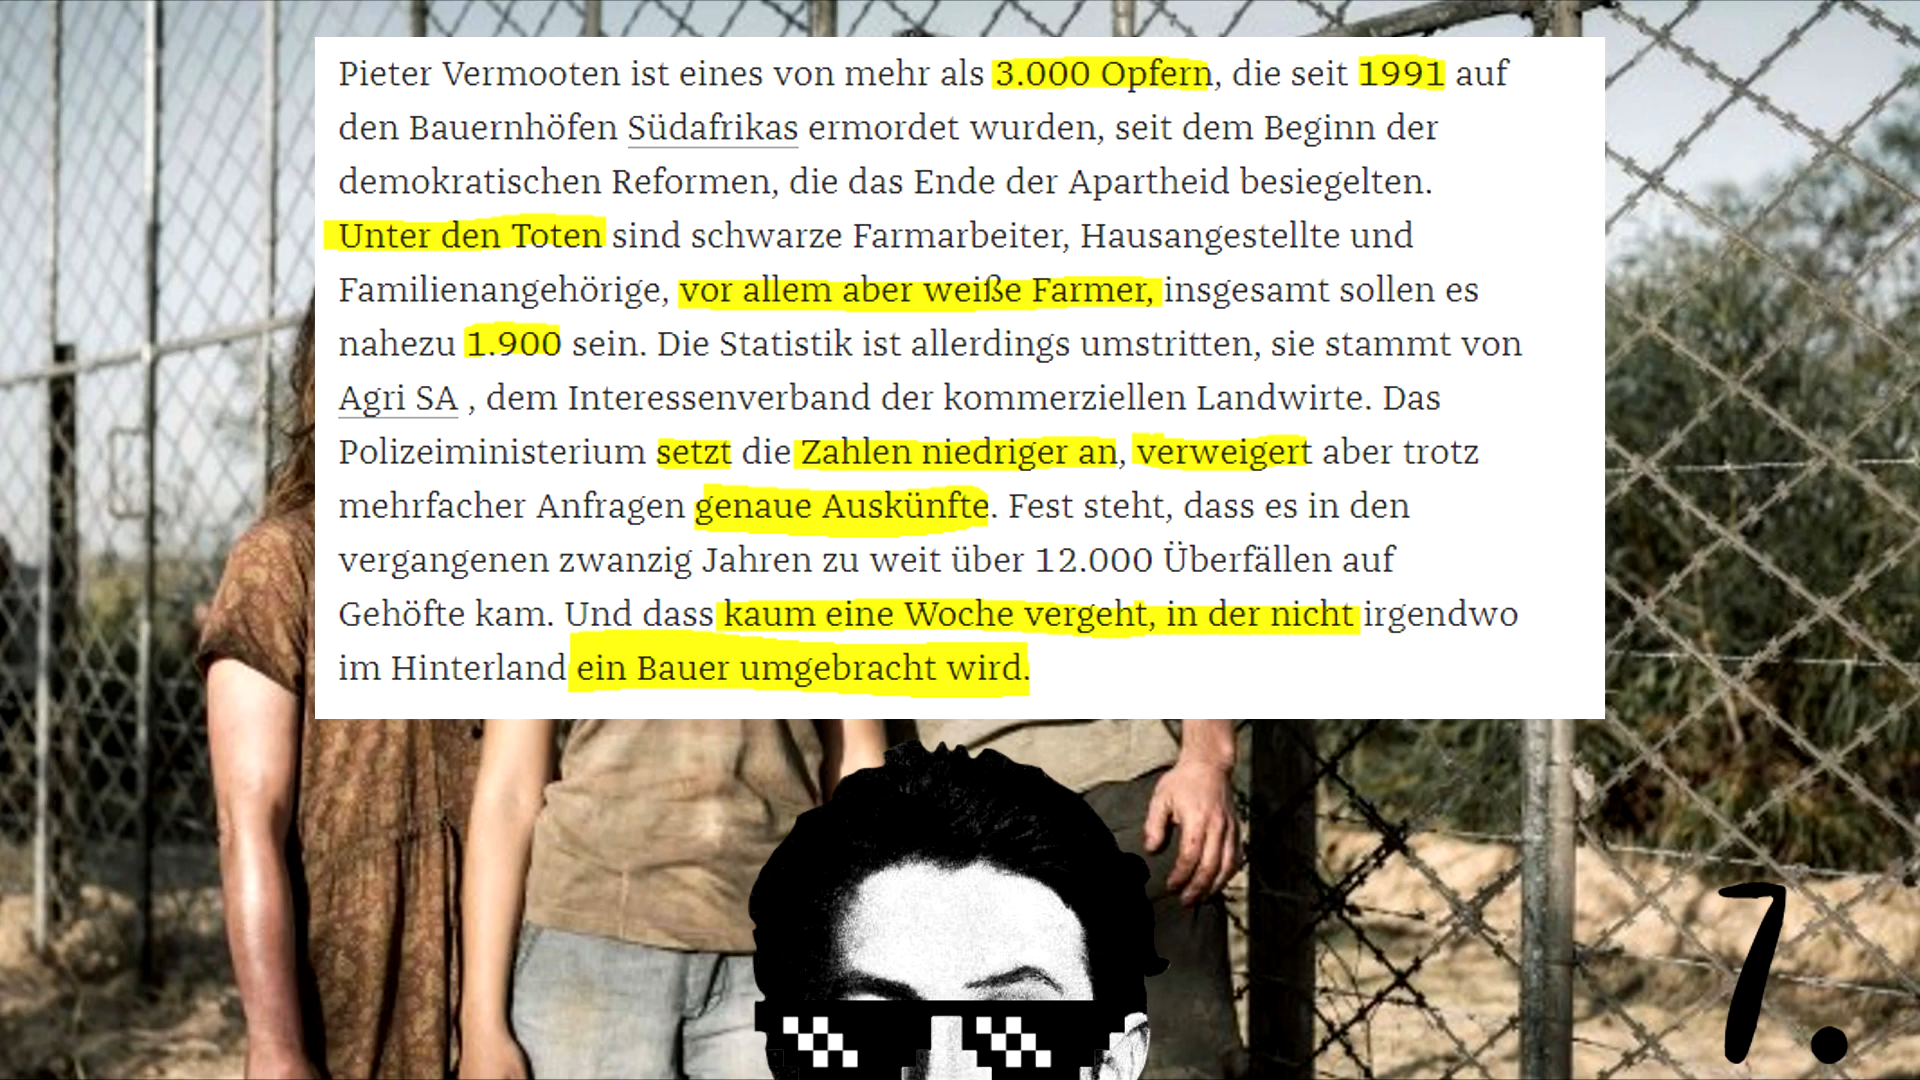 Pieter Vermooten ist eines von mehr als 3.000 Opfern, die seit 1991 auf
den Bauernhöfen Südafrikas ermordet wurden, seit dem Beginn der
demokratischen Reformen, die das Ende der Apartheid besiegelten.
Unter den Toten sind schwarze Farmarbeiter, Hausangestellte und
Familienangehörige, vor allem aber weiße Farmer, insgesamt sollen es
nahezu 1.900 sein. Die Statistik ist allerdings umstritten, sie stammt von
Agri SA , dem Interessenverband der kommerziellen Landwirte. Das
Polizeiministerium setzt die Zahlen niedriger an, verweigert aber trotz
mehrfacher Anfragen genaue Auskünfte. Fest steht, dass es in den
vergangenen zwanzig Jahren zu weit über 12.000 Überfällen auf
Gehöfte kam. Und dass kaum eine Woche vergeht, in der nicht irgendwo
im Hinterland ein Bauer umgebracht wird.
7.